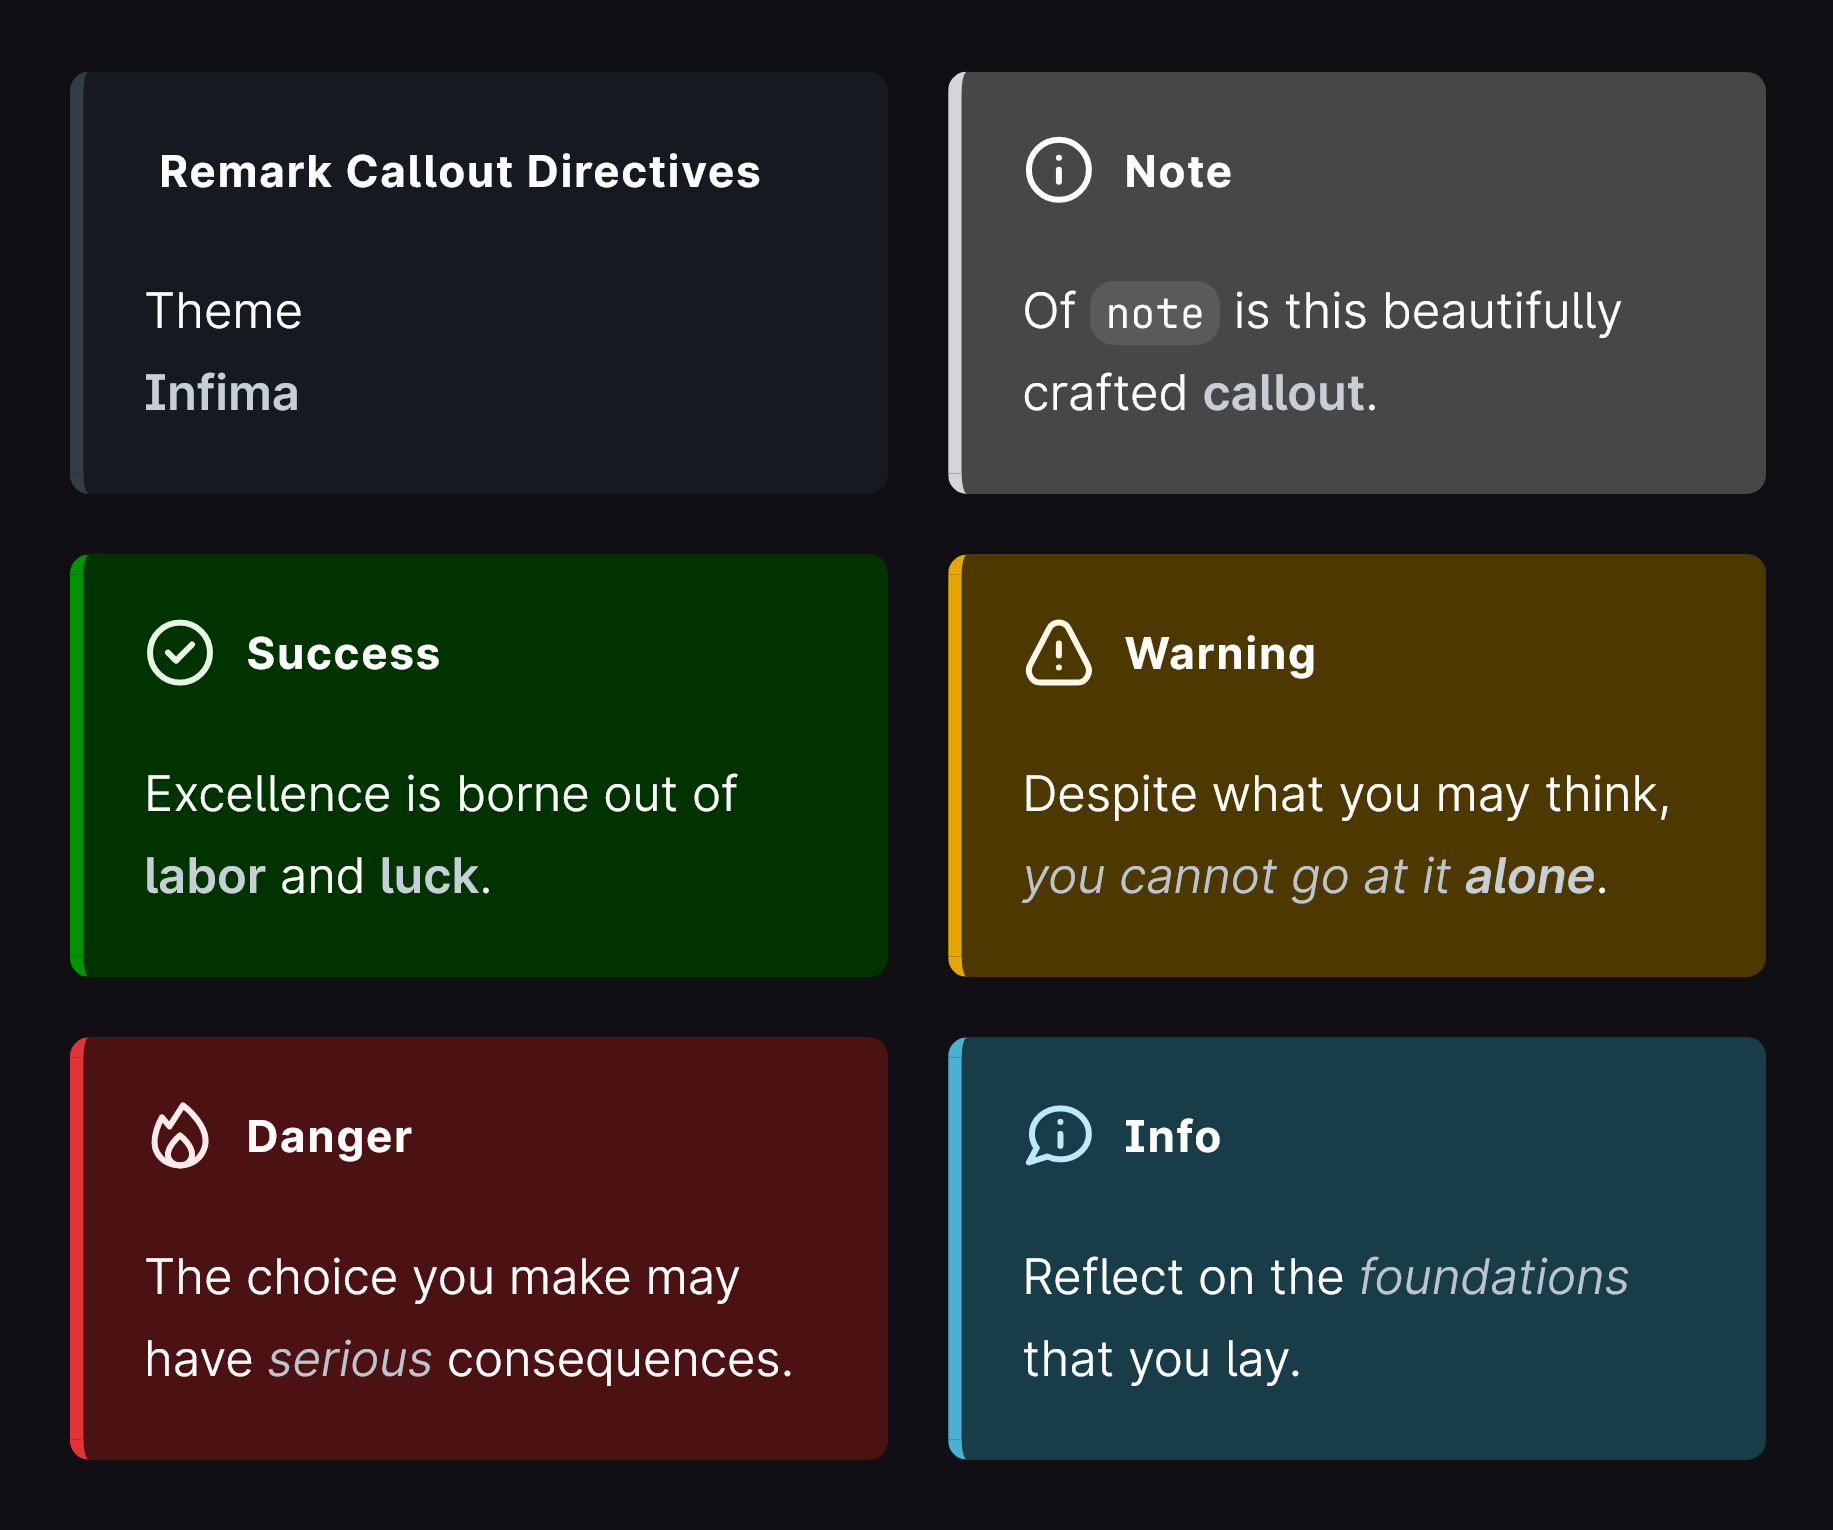 Remark Callout Directives
Theme
Infima
Note
Of note is this beautifully
crafted callout.
Success
Excellence is borne out of
labor and luck.
Warning
Despite what you may think,
you cannot go at it alone.
Danger
The choice you make may
have serious consequences.
Info
Reflect on the foundations
that you lay.